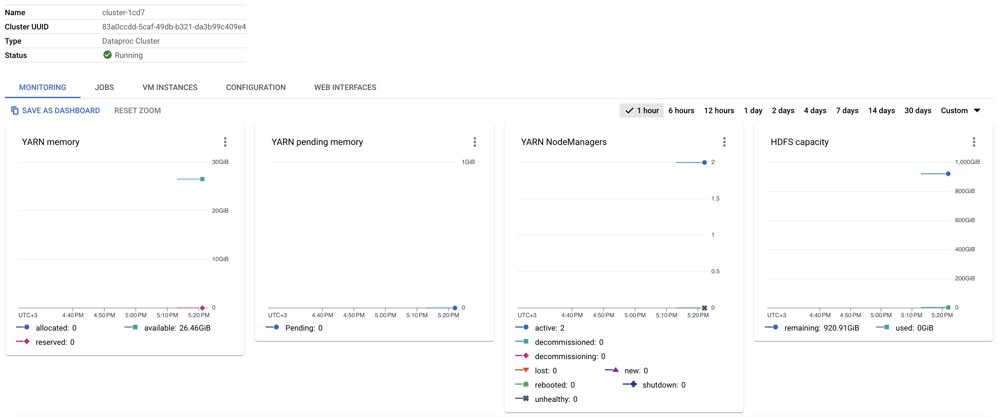 Name cluster-1cd7
Cluster UUID 83a0ccdd-5caf-49db-b321-da3b99c409e4
Type Dataproc Cluster
Status Running
MONITORING JOBS VM INSTANCES CONFIGURATION WEB INTERFACES
SAVE AS DASHBOARD RESET ZOOM 1 hour 6 hours 12 hours 1 day 2 days 4 days 7 days 14 days 30 days Custom
YARN memory
30GiB
20GiB
10GiB
0
UTC+3 4:40 PM 4:50 PM 5:00 PM 5:10 PM 5:20 PM
allocated: 0 available: 26.46GiB
reserved: 0
YARN pending memory
1GiB
0
UTC+3 4:40 PM 4:50 PM 5:00 PM 5:10 PM 5:20 PM
Pending: 0
YARN NodeManagers
2
1.5
1
0.5
0
UTC+3 4:40 PM 4:50 PM 5:00 PM 5:10 PM 5:20 PM
active: 2
decommissioned: 0
decommissioning: 0
lost: 0 new: 0
rebooted: 0 shutdown: 0
unhealthy: 0
HDFS capacity
1,000GiB
800GiB
600GiB
400GiB
200GiB
0
UTC+3 4:40 PM 4:50 PM 5:00 PM 5:10 PM 5:20 PM
remaining: 920.91GiB used: 0GiB